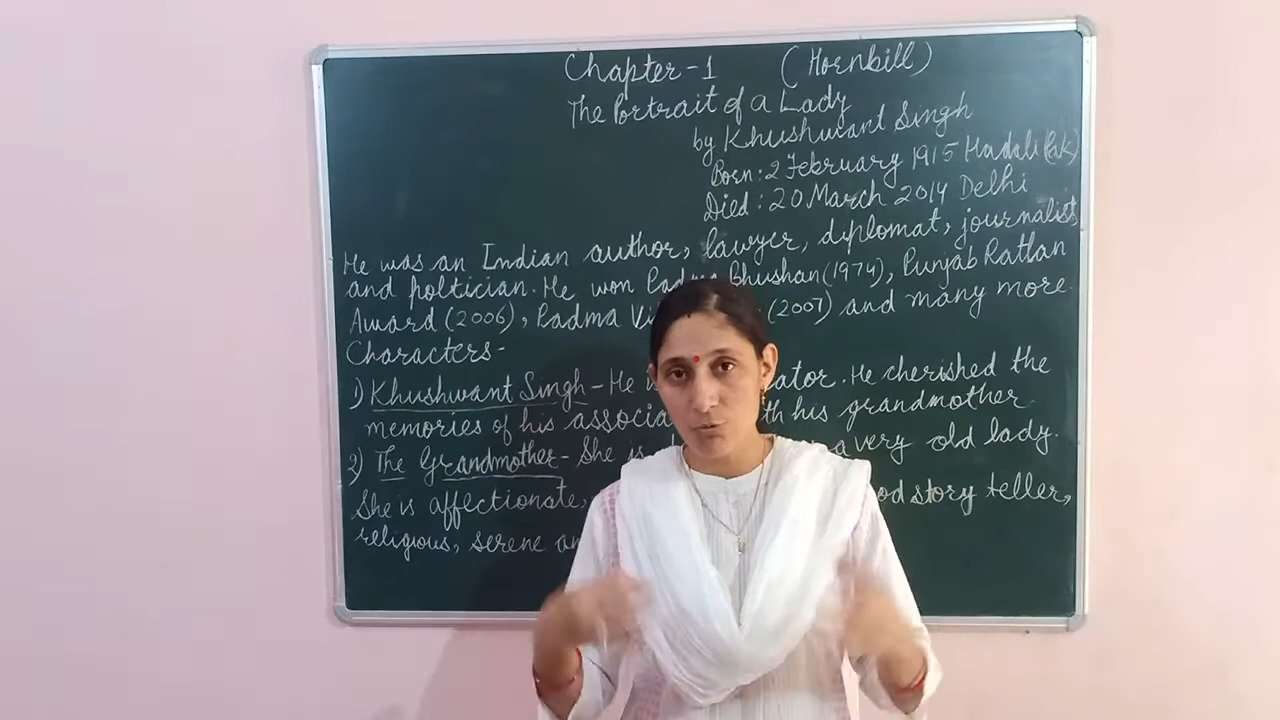 Chapter-1 (Hornbill)
The Portrait of a Lady
by Khushwant Singh
Born: 2 February 1915 Hadali (Pak)
Died: 20 March 2014 Delhi
He was an Indian author, lawyer, diplomat, journalist,
and poltician. He won Padma Bhushan (1974), Punjab Rattan
Award (2006), Padma Vi (2007) and many more.
Characters-
1) Khushwant Singh - He is ator. He cherished the
memories of his associa th his grandmother.
2) The Grandmother - She is a very old lady.
She is affectionate, od story teller,
religious, serene an